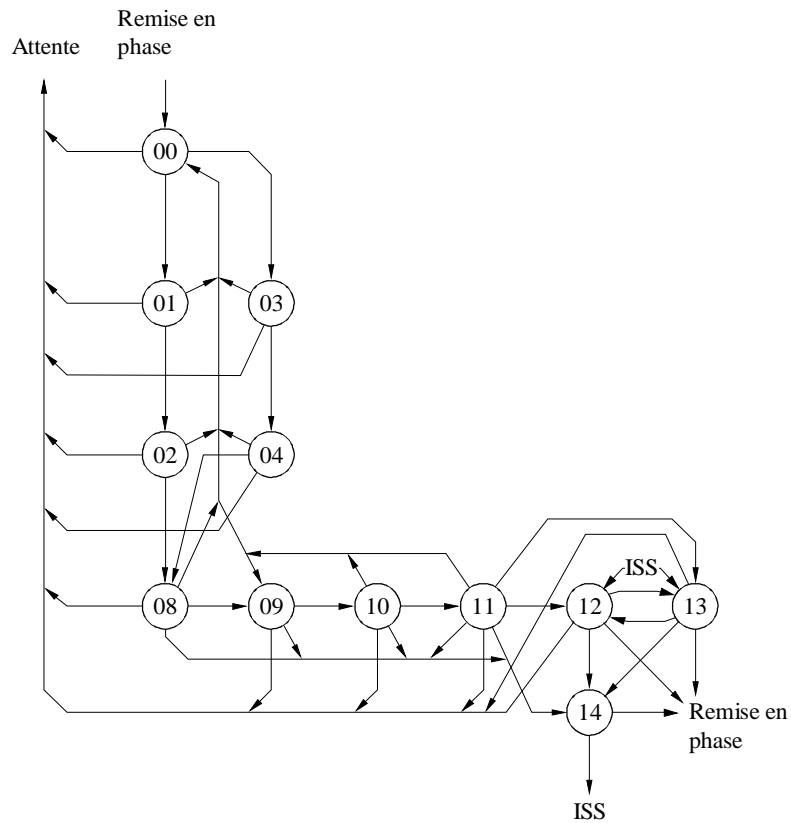 Remise en
phase
Attente
00
01
03
02
04
ISS
08
09
10
11
12
13
14
Remise en
phase
ISS